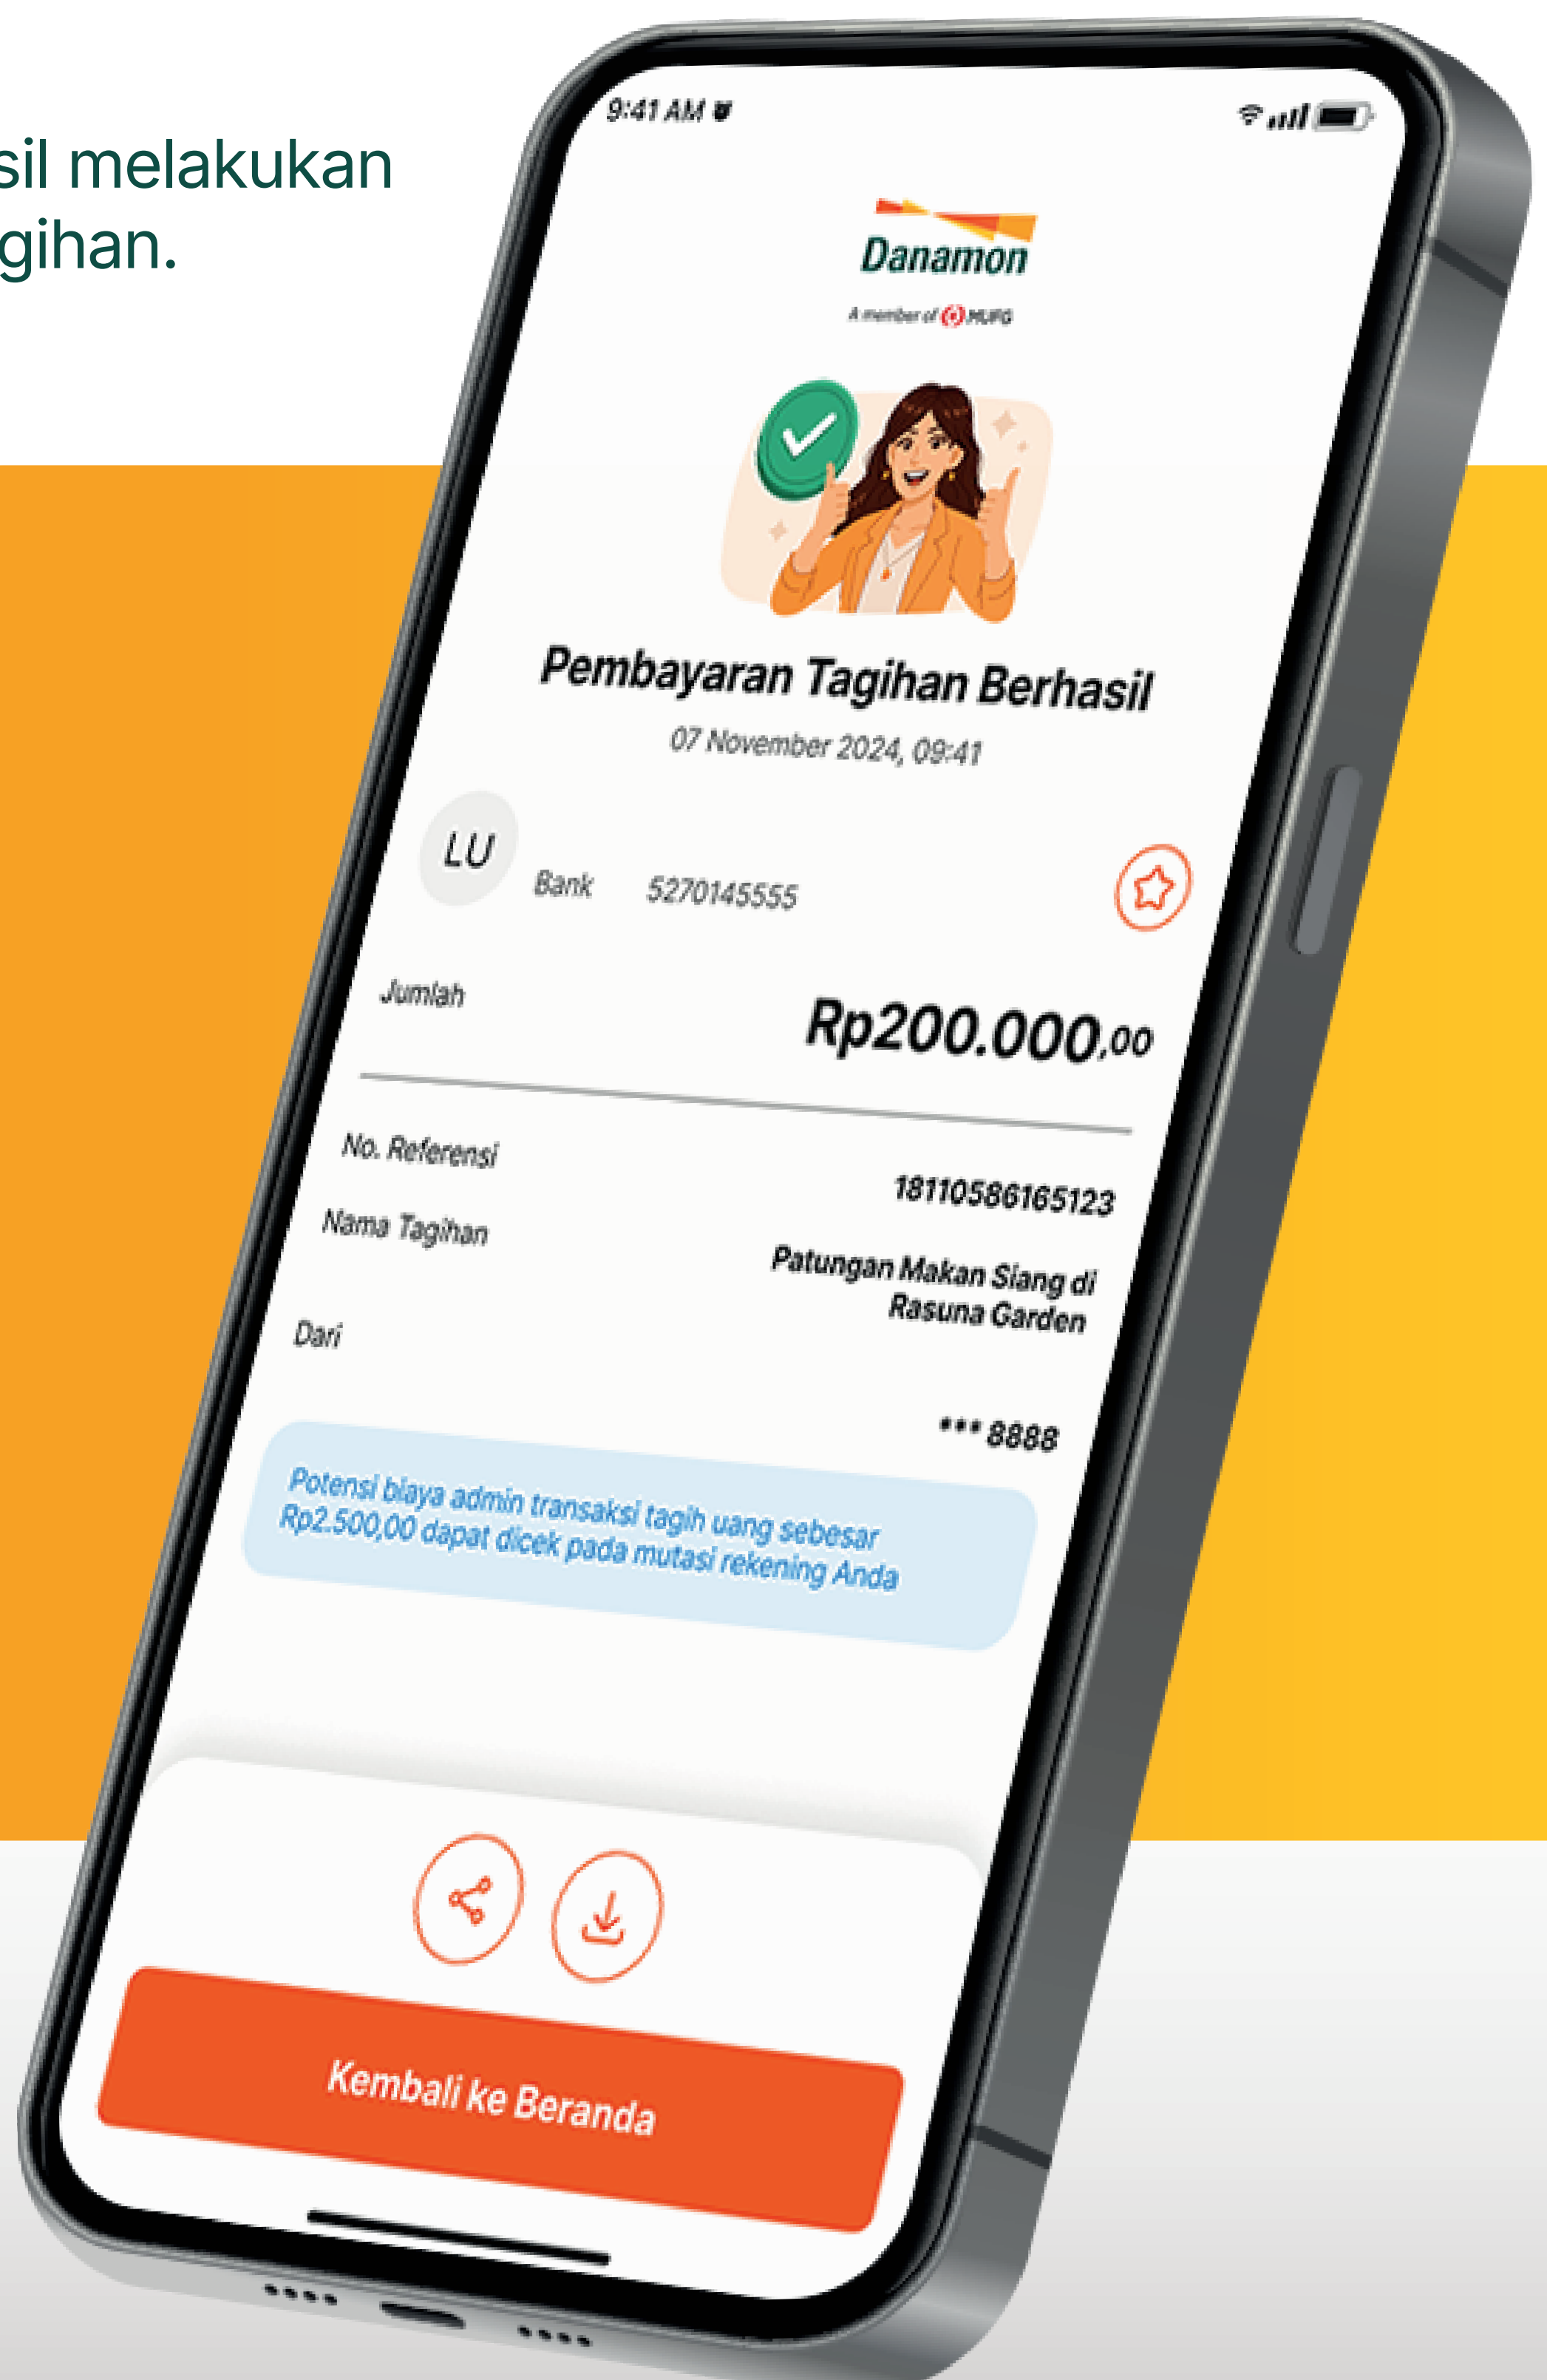 sil melakukan
gihan.
9:41 AM
Danamon
A member of MUFG
Pembayaran Tagihan Berhasil
07 November 2024, 09:41
LU
Bank 5270145555
Jumlah
Rp200.000,00
No. Referensi
18110586165123
Nama Tagihan
Patungan Makan Siang di
Rasuna Garden
Dari
*** 8888
Potensi biaya admin transaksi tagih uang sebesar
Rp2.500,00 dapat dicek pada mutasi rekening Anda
Kembali ke Beranda